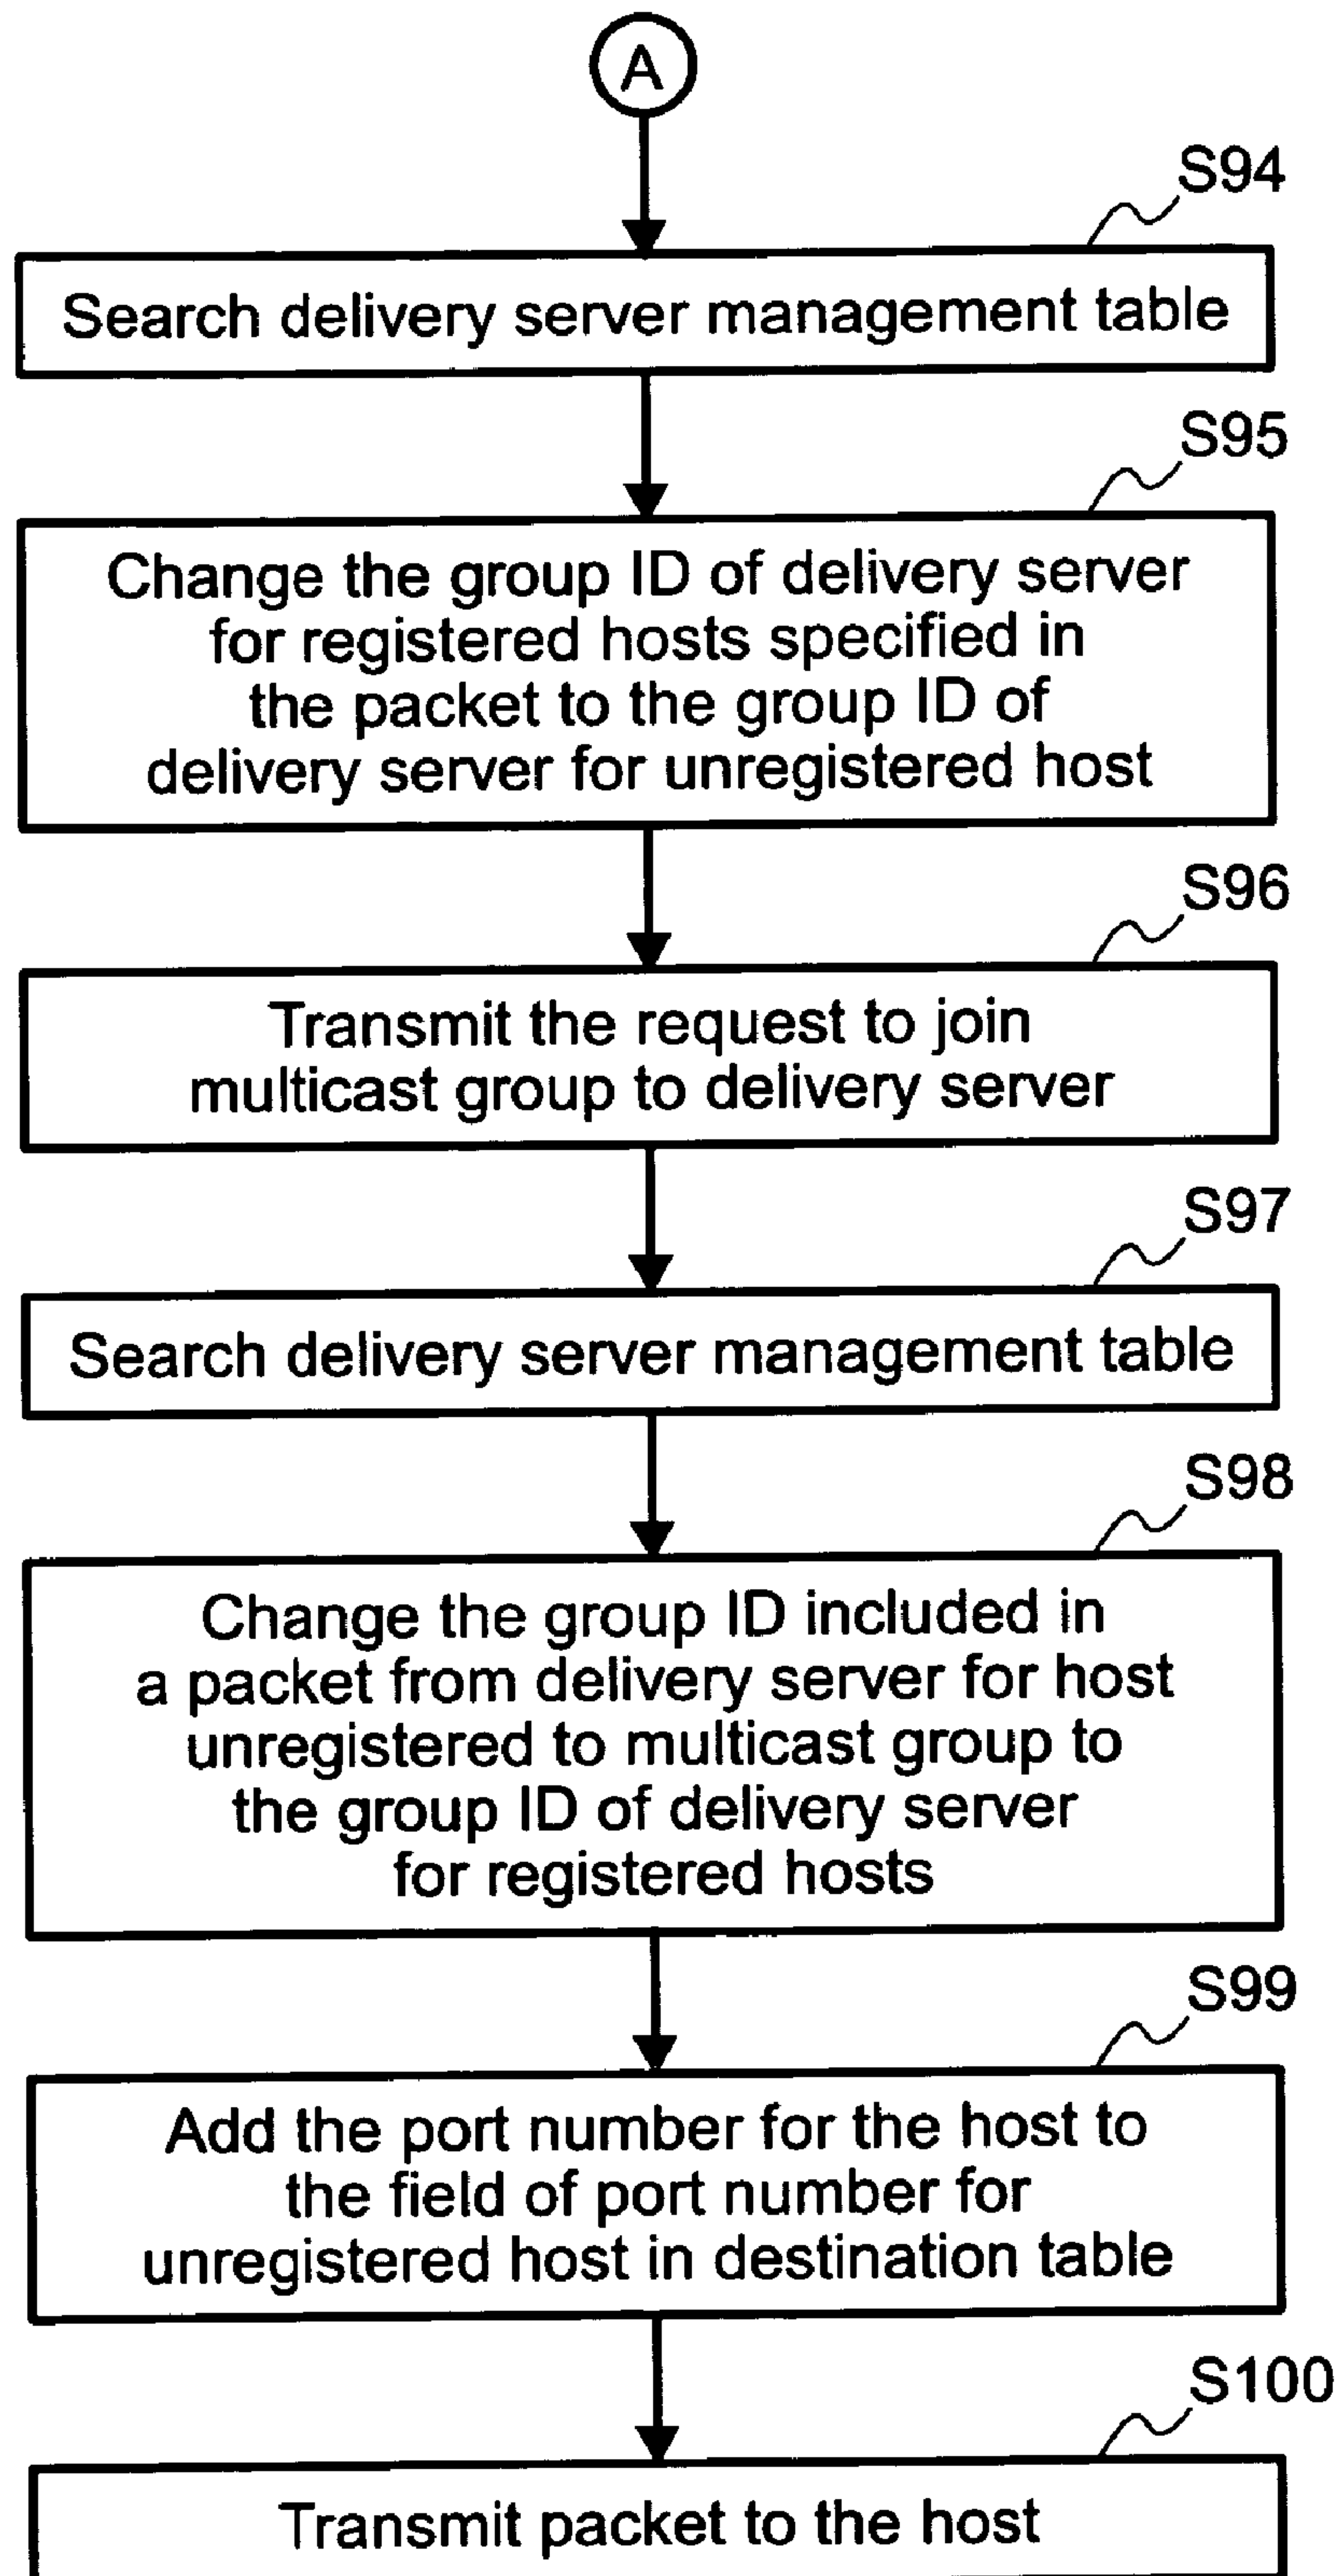 A
S94
Search delivery server management table
S95
Change the group ID of delivery server
for registered hosts specified in
the packet to the group ID of
delivery server for unregistered host
S96
Transmit the request to join
multicast group to delivery server
S97
Search delivery server management table
S98
Change the group ID included in
a packet from delivery server for host
unregistered to multicast group to
the group ID of delivery server
for registered hosts
S99
Add the port number for the host to
the field of port number for
unregistered host in destination table
S100
Transmit packet to the host